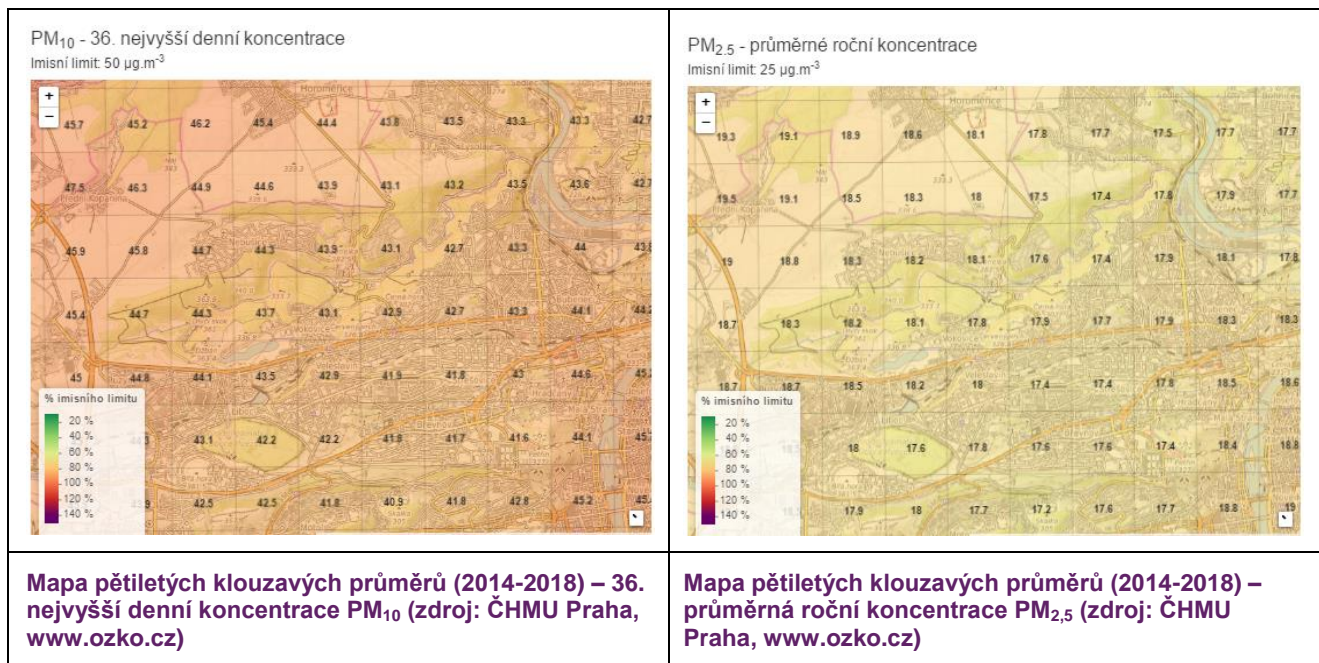 PM₁₀ - 36. nejvyšší denní koncentrace
Imisní limit: 50 µg.m⁻³
+
−
Horoměřice
45.7 45.2 46.2 45.4 44.4 43.8 43.5 43.3 43.3 42.7
47.5 46.3 44.9 44.6 43.9 43.1 43.2 43.5 43.6 42.7
Přední Kopanina
45.9 45.8 44.7 44.3 43.9 43.1 42.7 43.3 44
45.4 44.7 44.3 43.7 43.1 42.9 42.7 43.3 44.1 44.2
45 44.8 44.1 43.5 42.9 41.9 41.8 43 44.6
43.1 42.2 42.2 41.8 41.7 41.6 44.1
43.9 42.5 42.5 41.8 40.9 41.8 42.8 45.2
% imisního limitu
20 %
40 %
60 %
80 %
100 %
120 %
140 %
PM₂.₅ - průměrné roční koncentrace
Imisní limit: 25 µg.m⁻³
+
−
Horoměřice
19.3 19.1 18.9 18.6 18.1 17.8 17.7 17.5 17.7 17.7
19.5 19.1 18.5 18.3 18 17.5 17.4 17.8 17.9 17.7
Přední Kopanina
19 18.8 18.3 18.2 18.1 17.6 17.4 17.9 18.1 17.8
18.7 18.3 18.2 18.1 17.8 17.9 17.7 17.9 18.3 18.3
18.7 18.7 18.5 18.2 18 17.4 17.4 17.8 18.5 18.6
18 17.6 17.8 17.6 17.6 17.4 18.4 18.8
17.9 18 17.7 17.2 17.6 17.7 18.8 19
% imisního limitu
20 %
40 %
60 %
80 %
100 %
120 %
140 %
Mapa pětiletých klouzavých průměrů (2014-2018) – 36.
nejvyšší denní koncentrace PM₁₀ (zdroj: ČHMU Praha,
www.ozko.cz)
Mapa pětiletých klouzavých průměrů (2014-2018) –
průměrná roční koncentrace PM₂,₅ (zdroj: ČHMU
Praha, www.ozko.cz)